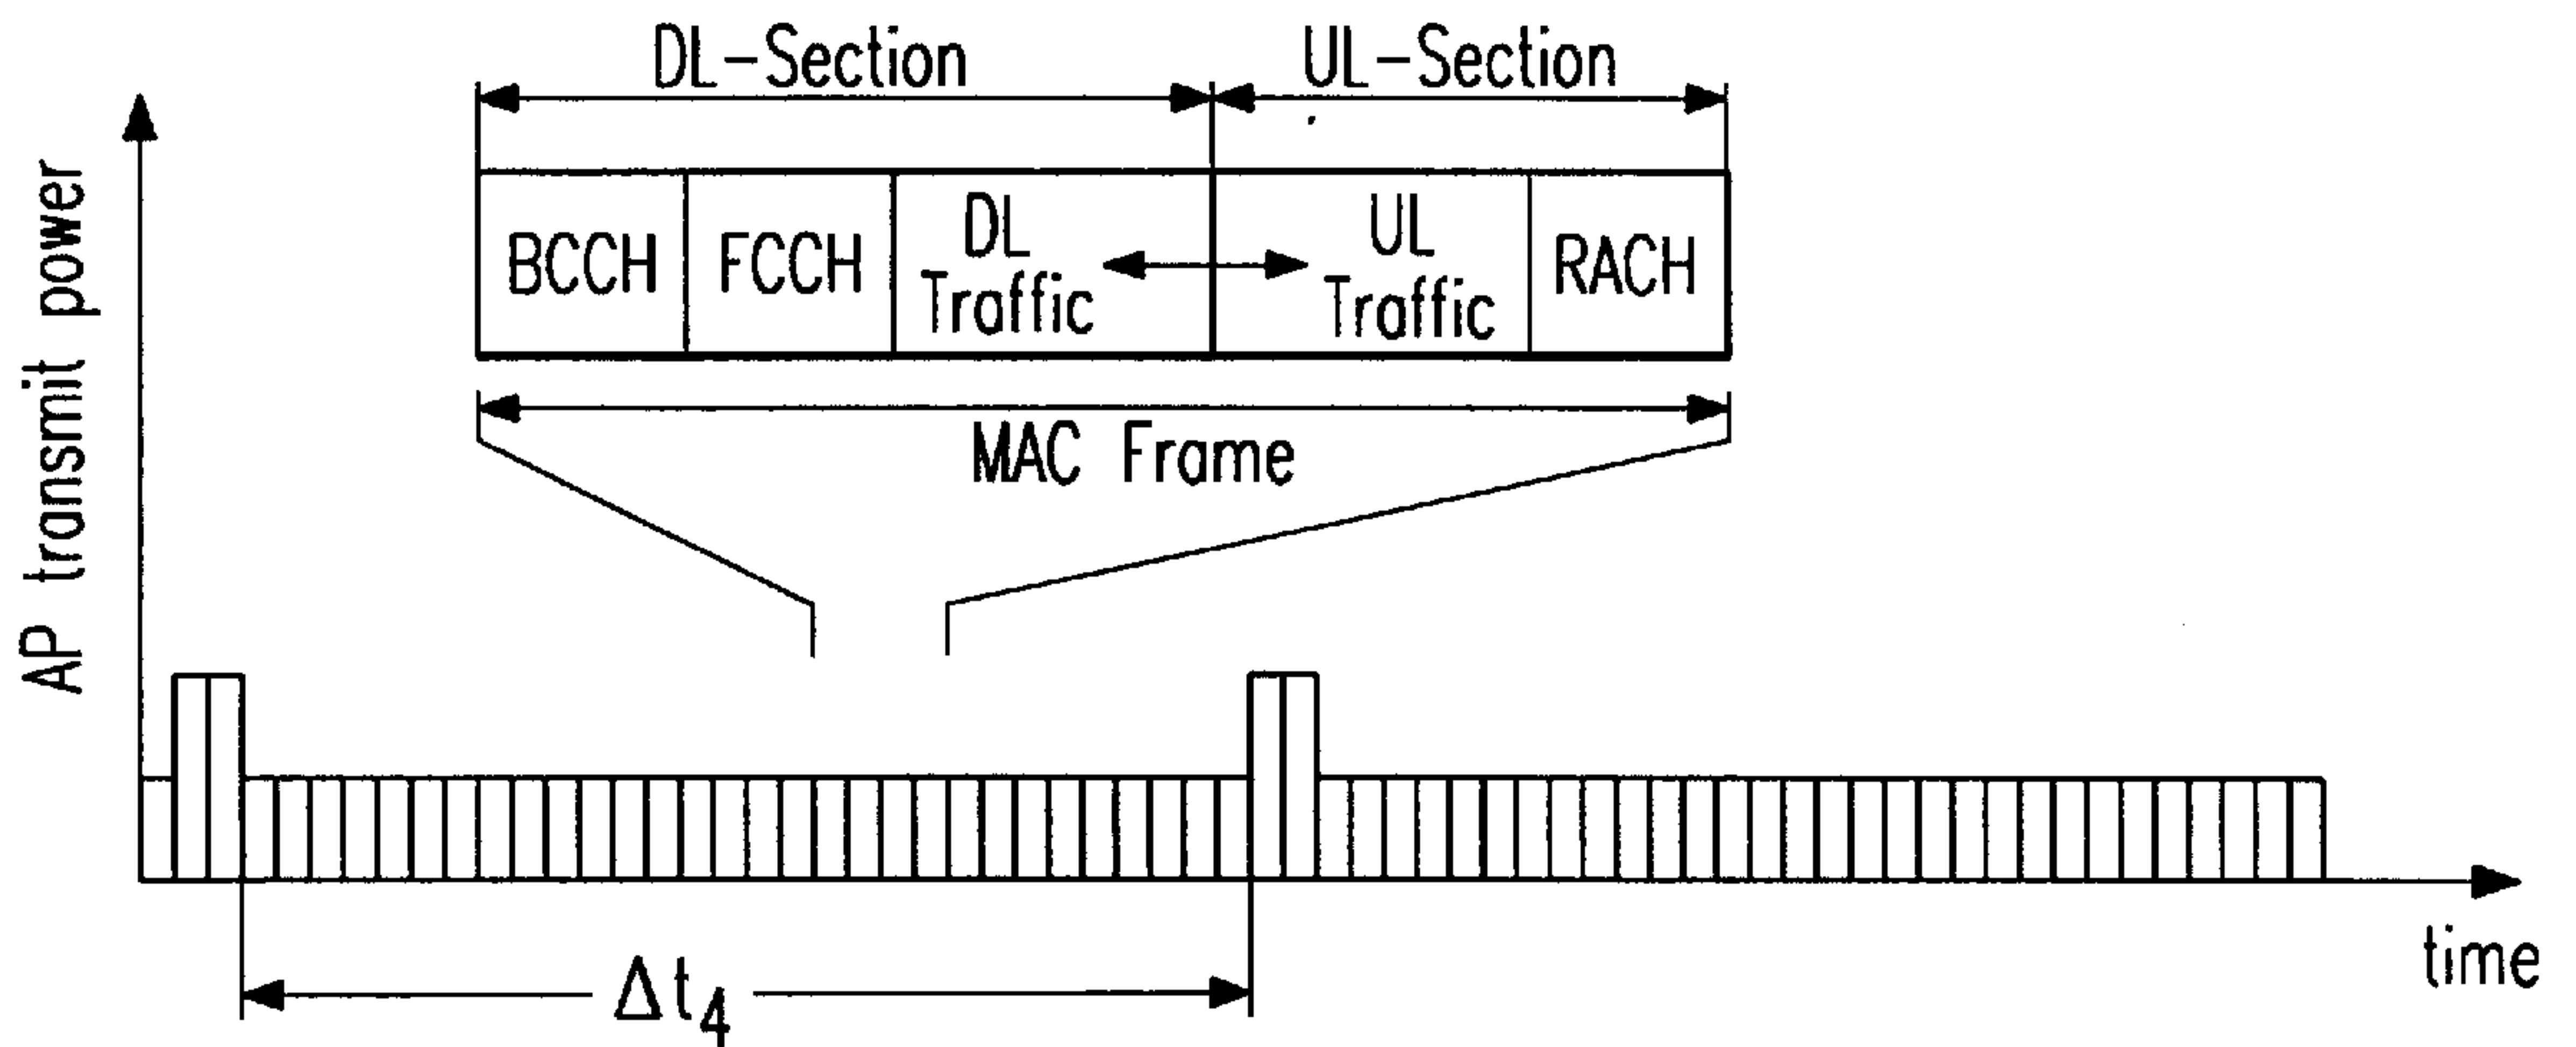 DL-Section
UL-Section
BCCH
FCCH
DL
Traffic
UL
Traffic
RACH
MAC Frame
AP transmit power
time
Δt4